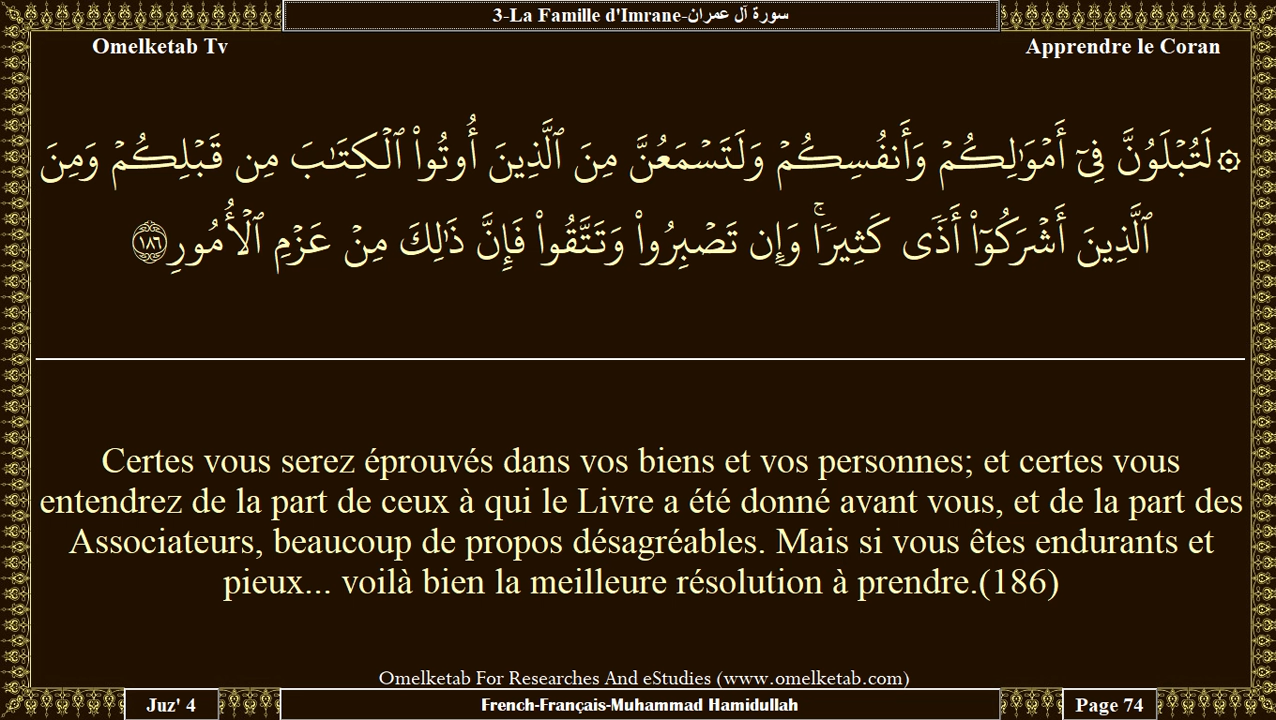 3-La Famille d'Imrane-سورة آل عمران
Omelketab Tv
Apprendre le Coran
۞ لَتُبْلَوُنَّ فِىٓ أَمْوَٰلِكُمْ وَأَنفُسِكُمْ وَلَتَسْمَعُنَّ مِنَ ٱلَّذِينَ أُوتُوا۟ ٱلْكِتَـٰبَ مِن قَبْلِكُمْ وَمِنَ
ٱلَّذِينَ أَشْرَكُوٓا۟ أَذًۭى كَثِيرًۭا ۚ وَإِن تَصْبِرُوا۟ وَتَتَّقُوا۟ فَإِنَّ ذَٰلِكَ مِنْ عَزْمِ ٱلْأُمُورِ ١٨٦
Certes vous serez éprouvés dans vos biens et vos personnes; et certes vous
entendrez de la part de ceux à qui le Livre a été donné avant vous, et de la part des
Associateurs, beaucoup de propos désagréables. Mais si vous êtes endurants et
pieux... voilà bien la meilleure résolution à prendre.(186)
Omelketab For Researches And eStudies (www.omelketab.com)
Juz' 4
French-Français-Muhammad Hamidullah
Page 74